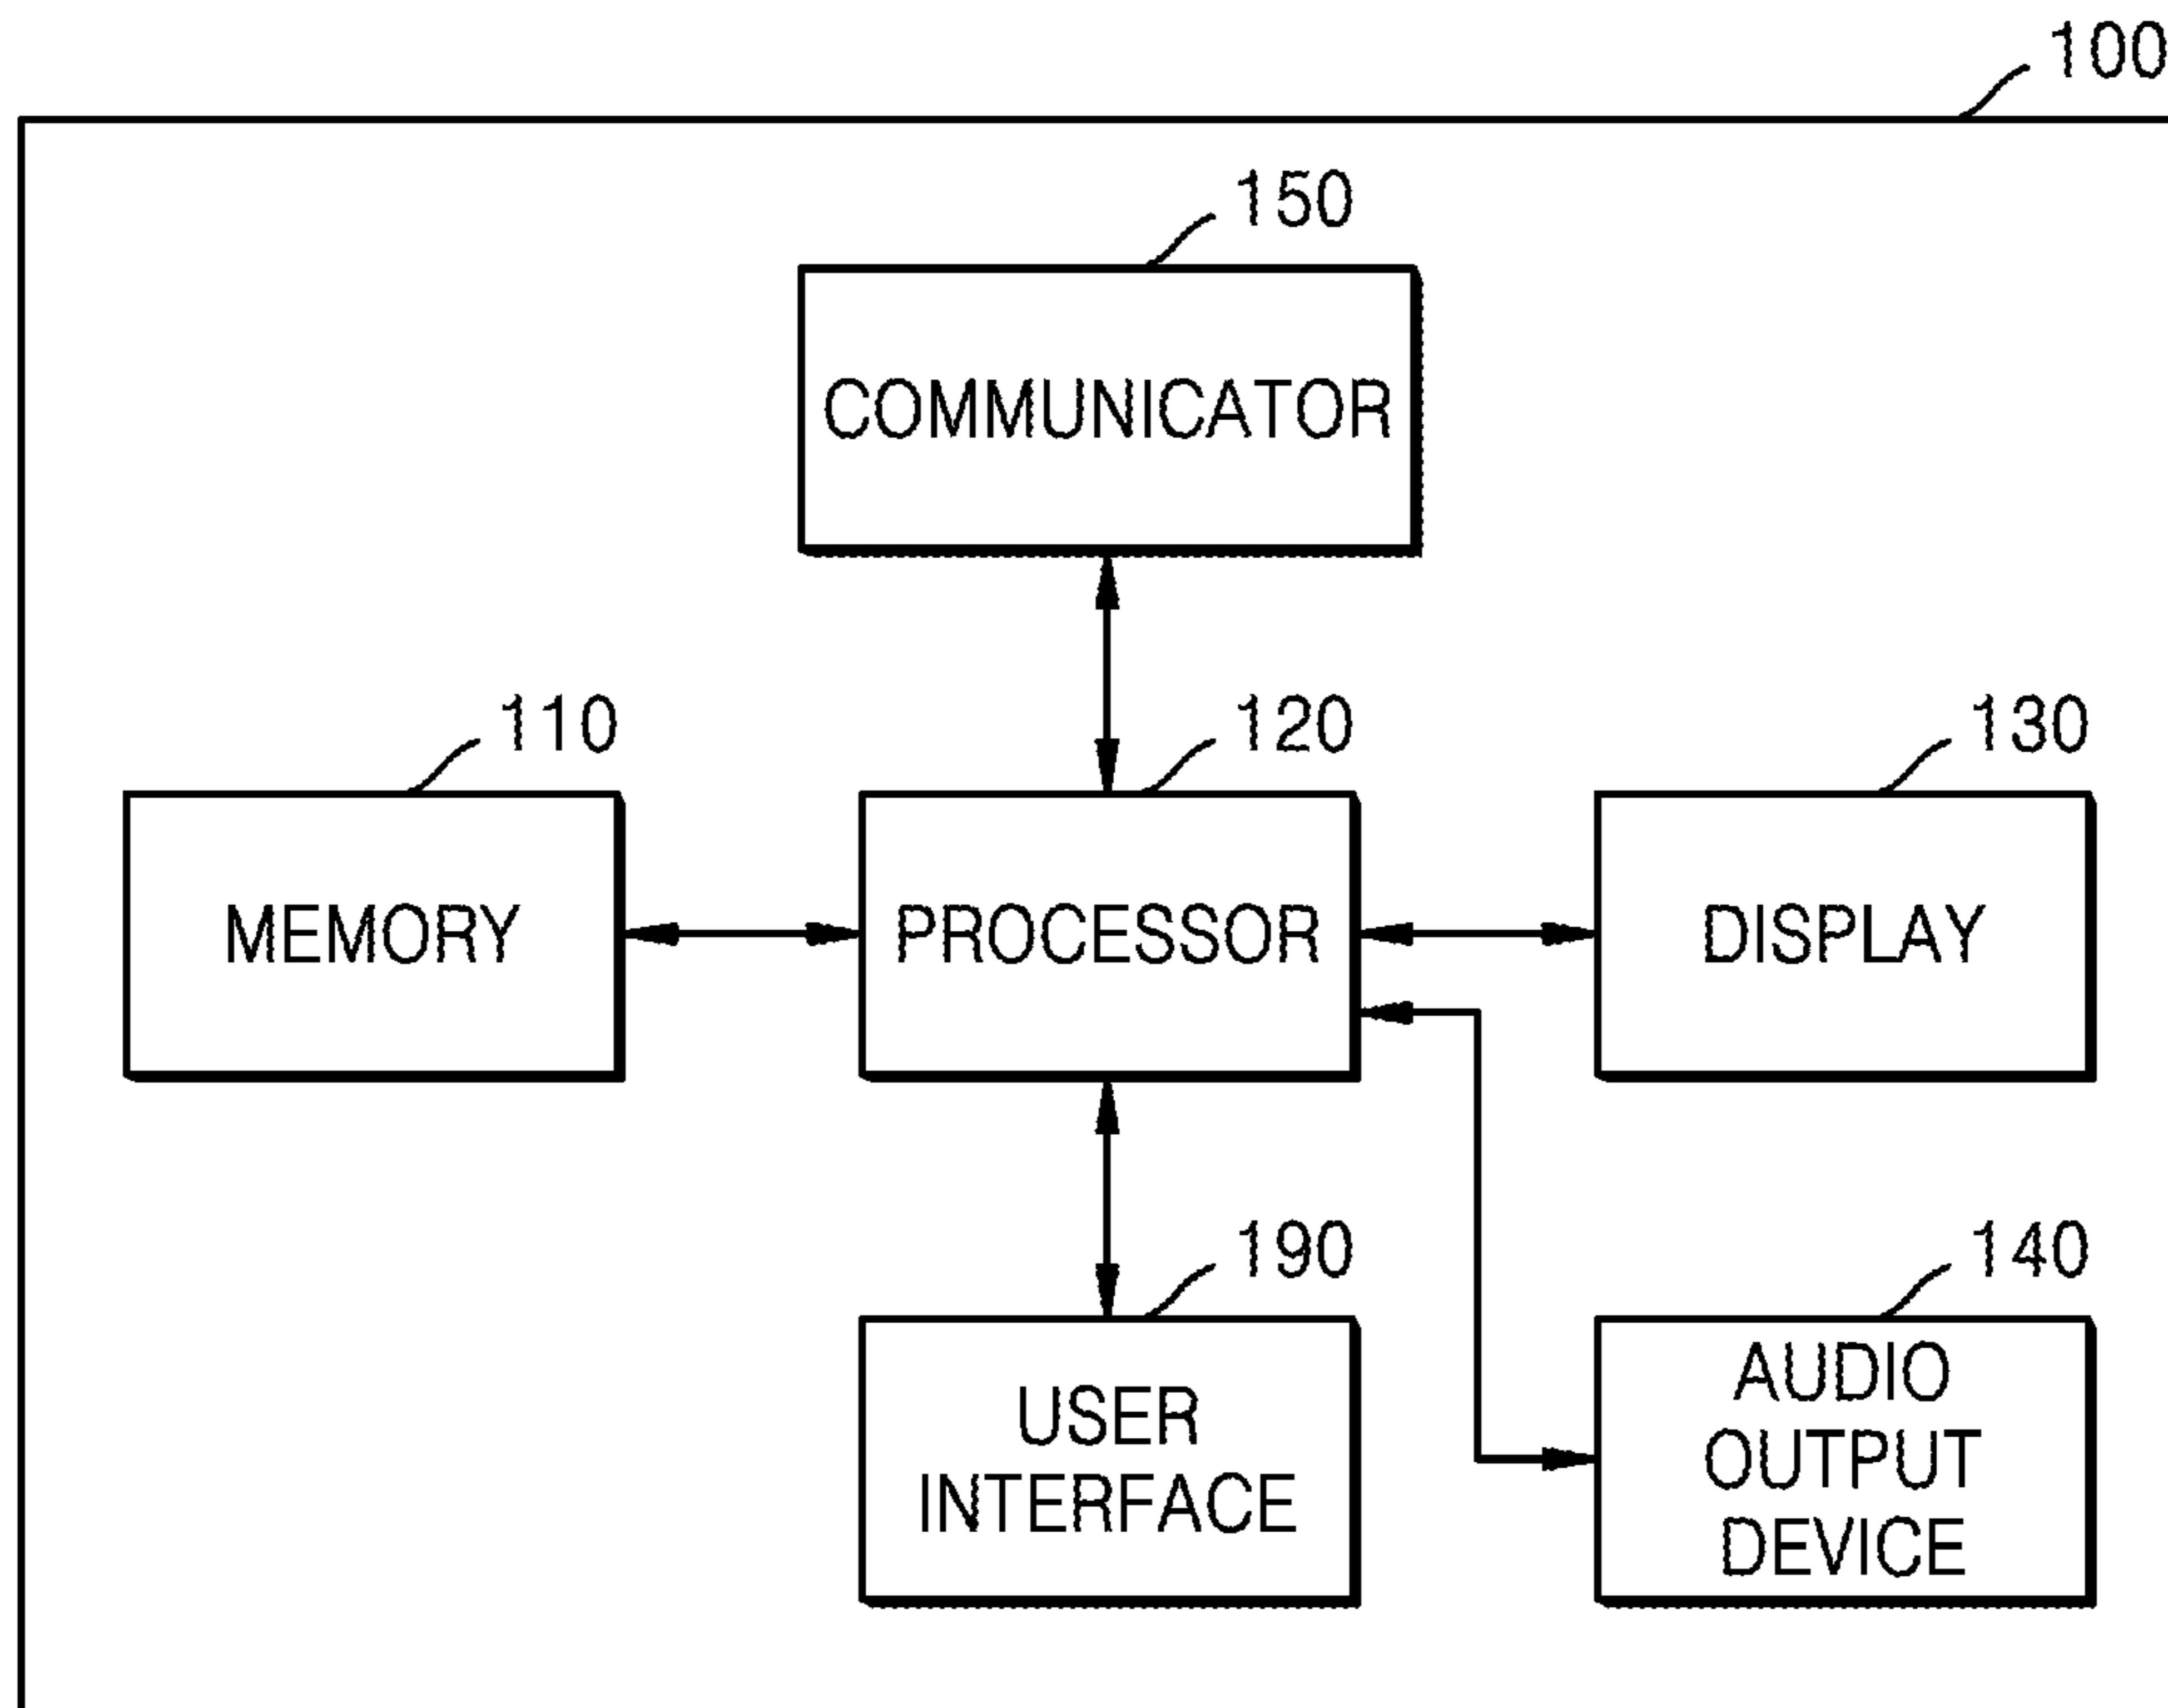 100
150
COMMUNICATOR
110
120
130
MEMORY
PROCESSOR
DISPLAY
190
140
USER
INTERFACE
AUDIO
OUTPUT
DEVICE